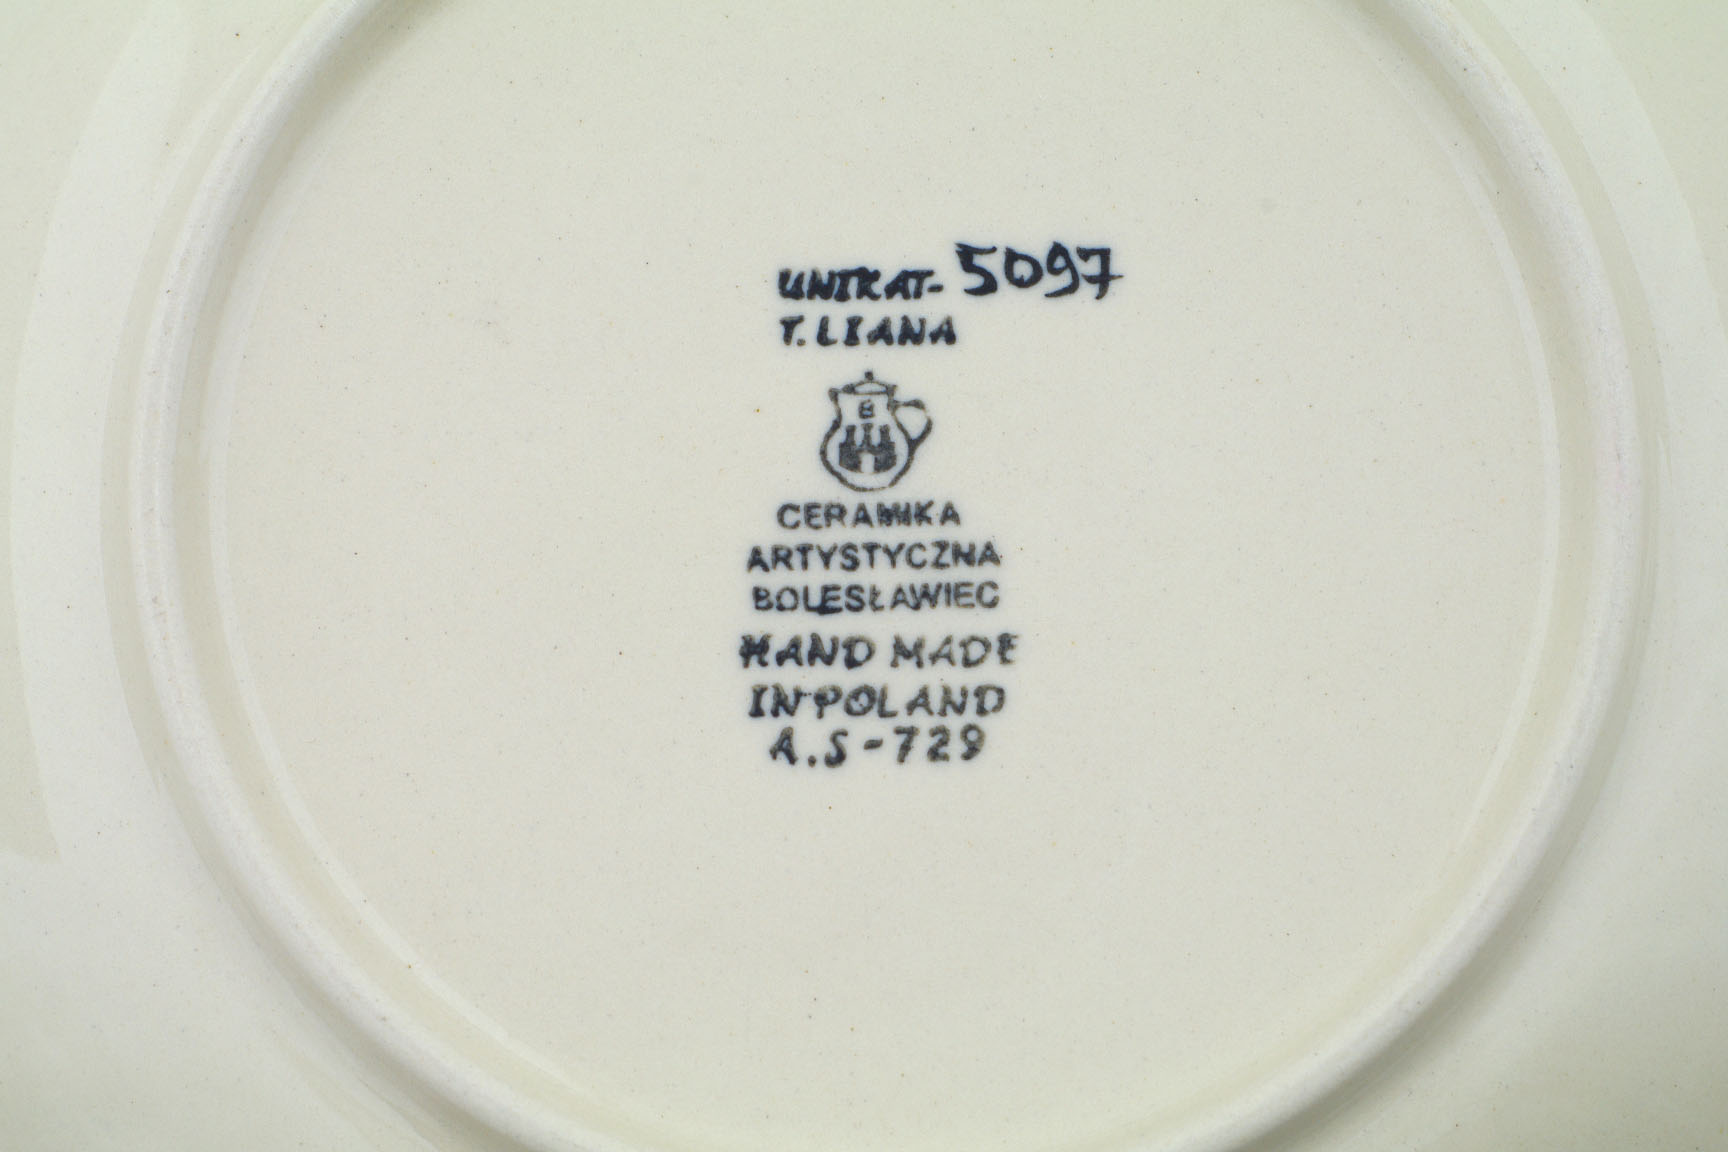 UNIKAT-5097
T. LIANA
B
CERAMIKA
ARTYSTYCZNA
BOLESŁAWIEC
HAND MADE
IN POLAND
A.S-729